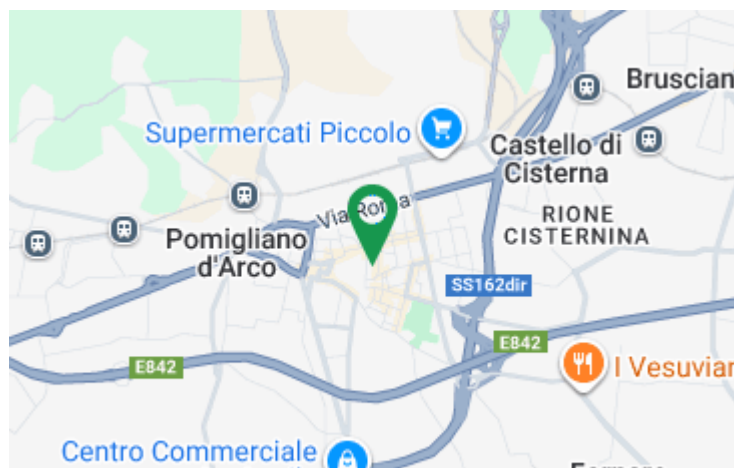 Bruscian
Supermercati Piccolo
Castello di
Cisterna
Via Roma
RIONE
CISTERNINA
Pomigliano
d'Arco
SS162dir
E842
E842
I Vesuvian
Centro Commerciale